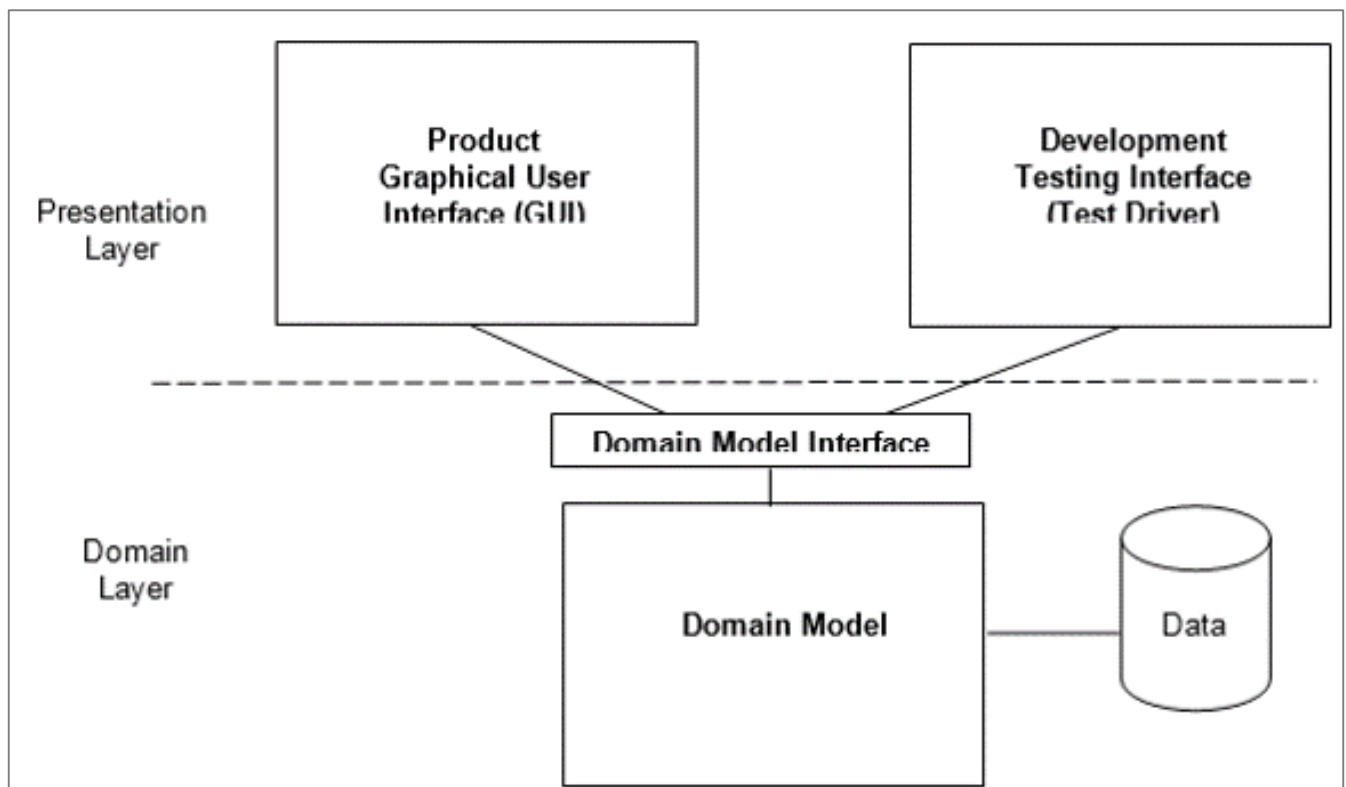 Product
Graphical User
Interface (GUI)
Development
Testing Interface
(Test Driver)
Presentation
Layer
Domain Model Interface
Domain
Layer
Domain Model
Data